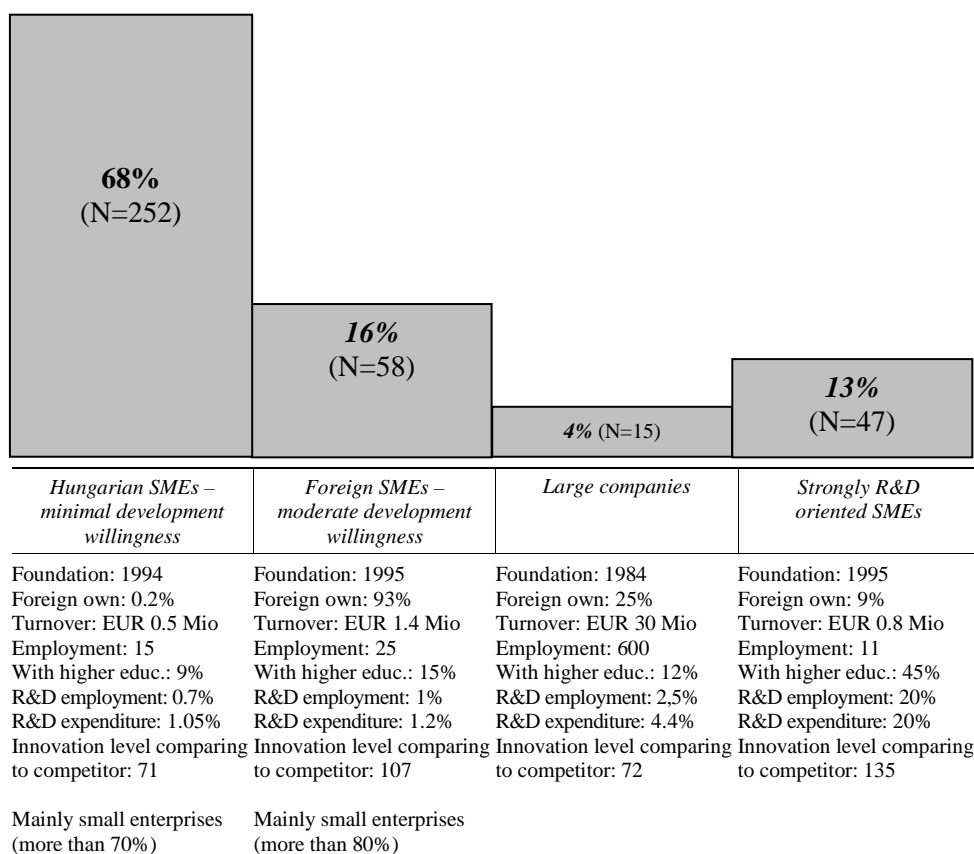 68%
(N=252)
16%
(N=58)
4% (N=15)
13%
(N=47)
Hungarian SMEs –
minimal development
willingness
Foreign SMEs –
moderate development
willingness
Large companies
Strongly R&D
oriented SMEs
Foundation: 1994
Foreign own: 0.2%
Turnover: EUR 0.5 Mio
Employment: 15
With higher educ.: 9%
R&D employment: 0.7%
R&D expenditure: 1.05%
Innovation level comparing
to competitor: 71
Mainly small enterprises
(more than 70%)
Foundation: 1995
Foreign own: 93%
Turnover: EUR 1.4 Mio
Employment: 25
With higher educ.: 15%
R&D employment: 1%
R&D expenditure: 1.2%
Innovation level comparing
to competitor: 107
Mainly small enterprises
(more than 80%)
Foundation: 1984
Foreign own: 25%
Turnover: EUR 30 Mio
Employment: 600
With higher educ.: 12%
R&D employment: 2,5%
R&D expenditure: 4.4%
Innovation level comparing
to competitor: 72
Foundation: 1995
Foreign own: 9%
Turnover: EUR 0.8 Mio
Employment: 11
With higher educ.: 45%
R&D employment: 20%
R&D expenditure: 20%
Innovation level comparing
to competitor: 135